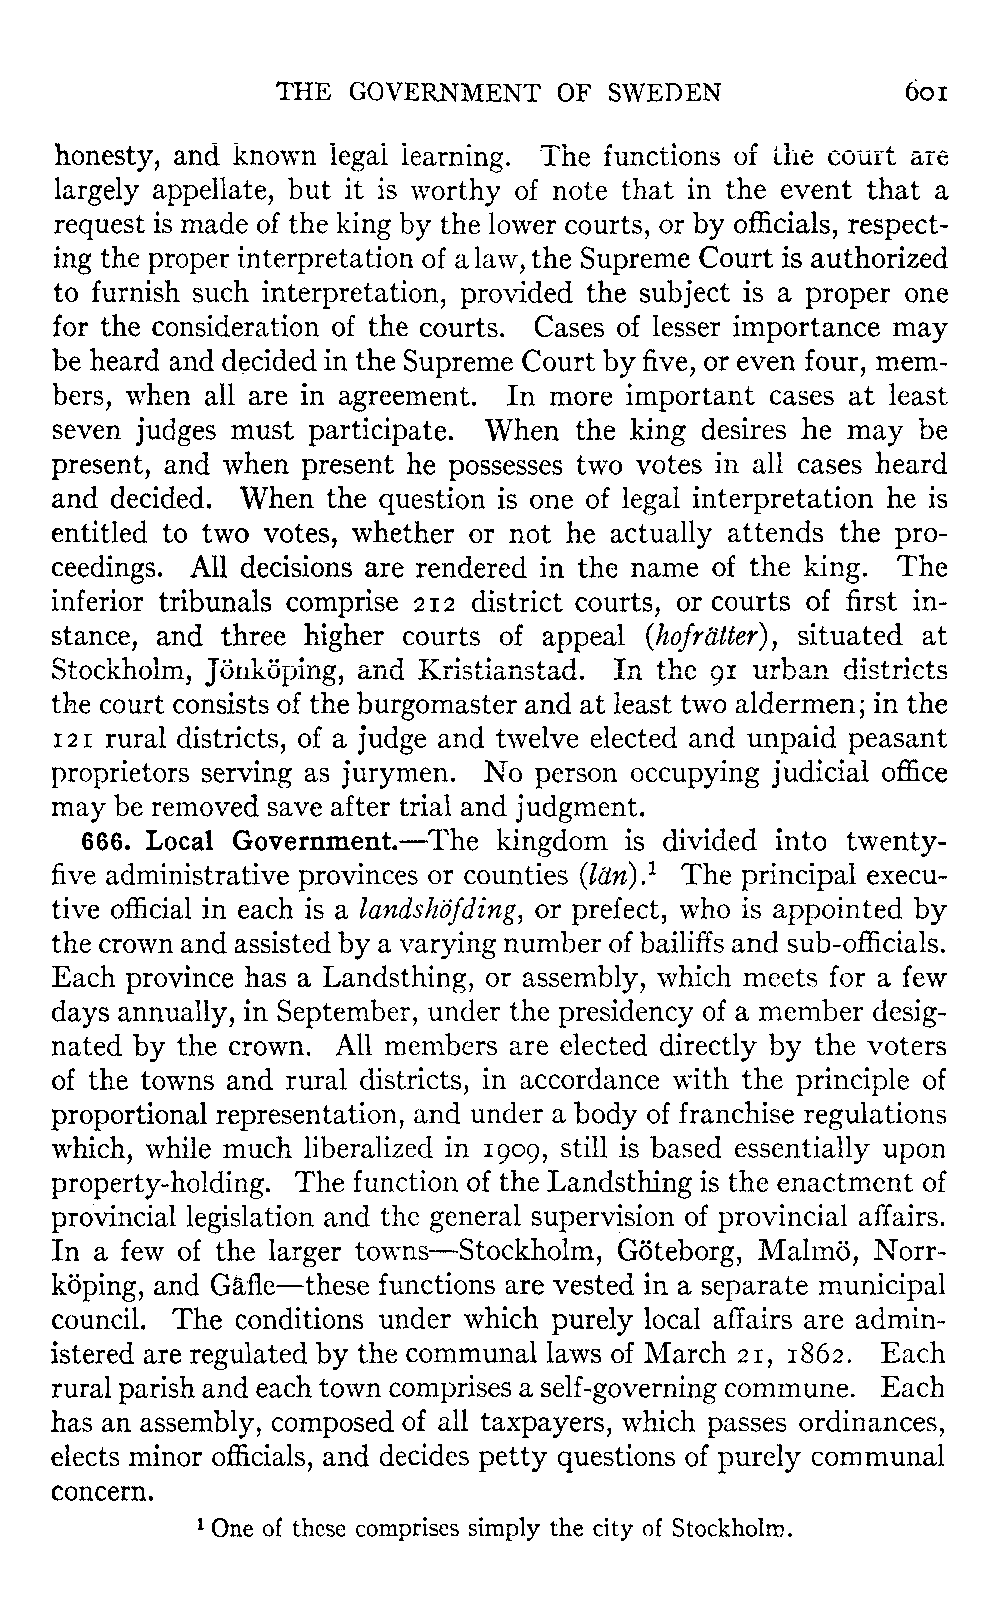 THE GOVERNMENT OF SWEDEN 601
honesty, and known legal learning. The functions of the court are
largely appellate, but it is worthy of note that in the event that a
request is made of the king by the lower courts, or by officials, respect-
ing the proper interpretation of a law, the Supreme Court is authorized
to furnish such interpretation, provided the subject is a proper one
for the consideration of the courts. Cases of lesser importance may
be heard and decided in the Supreme Court by five, or even four, mem-
bers, when all are in agreement. In more important cases at least
seven judges must participate. When the king desires he may be
present, and when present he possesses two votes in all cases heard
and decided. When the question is one of legal interpretation he is
entitled to two votes, whether or not he actually attends the pro-
ceedings. All decisions are rendered in the name of the king. The
inferior tribunals comprise 212 district courts, or courts of first in-
stance, and three higher courts of appeal (hofrätter), situated at
Stockholm, Jönköping, and Kristianstad. In the 91 urban districts
the court consists of the burgomaster and at least two aldermen; in the
121 rural districts, of a judge and twelve elected and unpaid peasant
proprietors serving as jurymen. No person occupying judicial office
may be removed save after trial and judgment.
666. Local Government.—The kingdom is divided into twenty-
five administrative provinces or counties (län).¹ The principal execu-
tive official in each is a landshöfding, or prefect, who is appointed by
the crown and assisted by a varying number of bailiffs and sub-officials.
Each province has a Landsthing, or assembly, which meets for a few
days annually, in September, under the presidency of a member desig-
nated by the crown. All members are elected directly by the voters
of the towns and rural districts, in accordance with the principle of
proportional representation, and under a body of franchise regulations
which, while much liberalized in 1909, still is based essentially upon
property-holding. The function of the Landsthing is the enactment of
provincial legislation and the general supervision of provincial affairs.
In a few of the larger towns—Stockholm, Göteborg, Malmö, Norr-
köping, and Gäfle—these functions are vested in a separate municipal
council. The conditions under which purely local affairs are admin-
istered are regulated by the communal laws of March 21, 1862. Each
rural parish and each town comprises a self-governing commune. Each
has an assembly, composed of all taxpayers, which passes ordinances,
elects minor officials, and decides petty questions of purely communal
concern.
¹ One of these comprises simply the city of Stockholm.